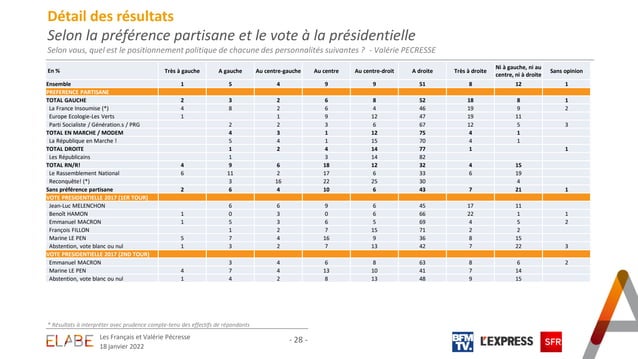 Détail des résultats
Selon la préférence partisane et le vote à la présidentielle
Selon vous, quel est le positionnement politique de chacune des personnalités suivantes ? - Valérie PECRESSE
En % Très à gauche A gauche Au centre-gauche Au centre Au centre-droit A droite Très à droite Ni à gauche, ni au centre, ni à droite Sans opinion
Ensemble 1 5 4 9 9 51 8 12 1
PREFERENCE PARTISANE
TOTAL GAUCHE 2 3 2 6 8 52 18 8 1
La France Insoumise (*) 4 8 2 6 4 46 19 9 2
Europe Ecologie-Les Verts 1 1 9 12 47 19 11
Parti Socialiste / Génération.s / PRG 2 2 3 6 67 12 5 3
TOTAL EN MARCHE / MODEM 4 3 1 12 75 4 1
La République en Marche ! 5 4 1 15 70 4 1
TOTAL DROITE 1 2 4 14 77 1 1
Les Républicains 1 3 14 82
TOTAL RN/R! 4 9 6 18 12 32 4 15
Le Rassemblement National 6 11 2 17 6 33 6 19
Reconquête! (*) 3 16 22 25 30 4
Sans préférence partisane 2 6 4 10 6 43 7 21 1
VOTE PRESIDENTIELLE 2017 (1ER TOUR)
Jean-Luc MELENCHON 6 6 9 6 45 17 11
Benoît HAMON 1 0 3 0 6 66 22 1 1
Emmanuel MACRON 1 5 3 6 5 69 4 5 2
François FILLON 1 2 7 15 71 2 2
Marine LE PEN 5 7 4 16 9 36 8 15
Abstention, vote blanc ou nul 1 3 2 7 13 42 7 22 3
VOTE PRESIDENTIELLE 2017 (2ND TOUR)
Emmanuel MACRON 3 4 6 8 63 8 6 2
Marine LE PEN 4 7 4 13 10 41 7 14
Abstention, vote blanc ou nul 1 4 2 8 13 48 9 15
* Résultats à interpréter avec prudence compte-tenu des effectifs de répondants
ELABE
Les Français et Valérie Pécresse
18 janvier 2022
- 28 -
BFM TV.
L'EXPRESS
SFR